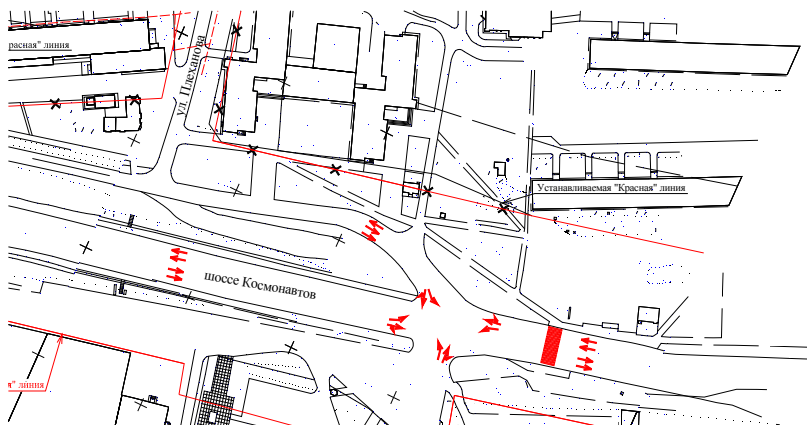 расная" линия
ул. Плеханова
Устанавливаемая "Красная" линия
шоссе Космонавтов
я" линия